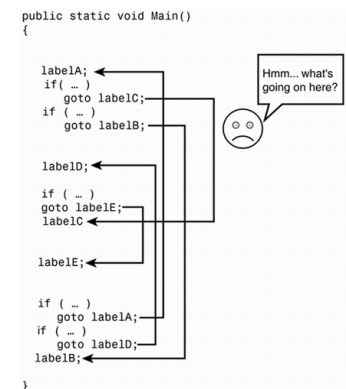 public static void Main()
{
labelA;
if( … )
goto labelC;
if ( … )
goto labelB;
Hmm... what's
going on here?
labelD;
if ( … )
goto labelE;
labelC
labelE;
if ( … )
goto labelA;
if ( … )
goto labelD;
labelB;
}